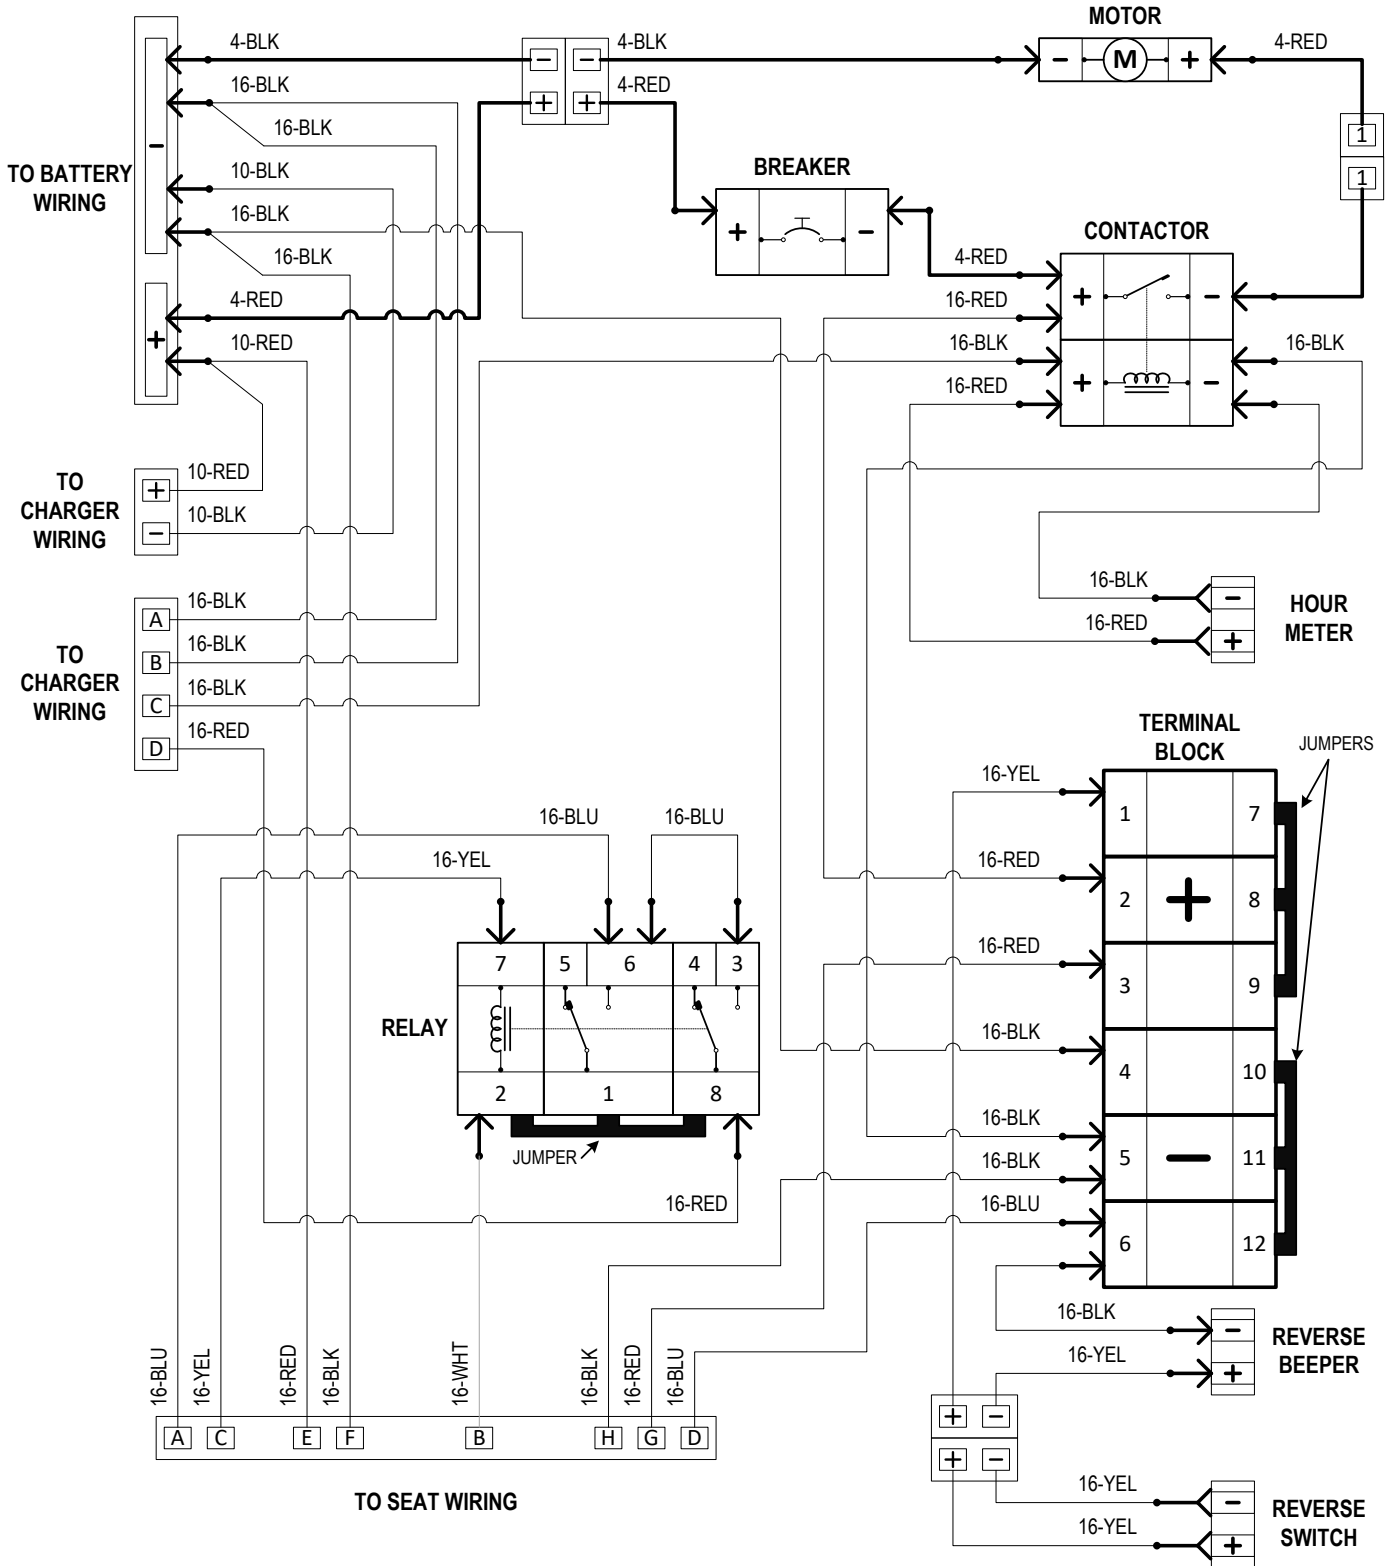 MOTOR
4-BLK
4-BLK
4-RED
- -
- M +
16-BLK
4-RED
+ +
16-BLK
1
-
TO BATTERY
WIRING
10-BLK
BREAKER
1
16-BLK
+ -
CONTACTOR
16-BLK
4-RED
4-RED
16-RED
+ -
+
10-RED
16-BLK
16-BLK
16-RED
+ -
TO
CHARGER
WIRING
10-RED
+
10-BLK
-
16-BLK
-
16-RED
+
HOUR
METER
TO
CHARGER
WIRING
16-BLK
A
16-BLK
B
16-BLK
C
16-RED
D
TERMINAL
BLOCK
JUMPERS
16-YEL
1 7
16-BLU
16-BLU
16-YEL
16-RED
2 + 8
16-RED
3 9
7 5 6 4 3
RELAY
16-BLK
4 10
2 1 8
JUMPER
16-BLK
16-BLK
5 - 11
16-RED
16-BLU
6 12
16-BLK
-
16-YEL
+
REVERSE
BEEPER
16-BLU
16-YEL
16-RED
16-BLK
16-WHT
16-BLK
16-RED
16-BLU
+ -
A C E F B H G D
+ -
TO SEAT WIRING
16-YEL
-
16-YEL
+
REVERSE
SWITCH